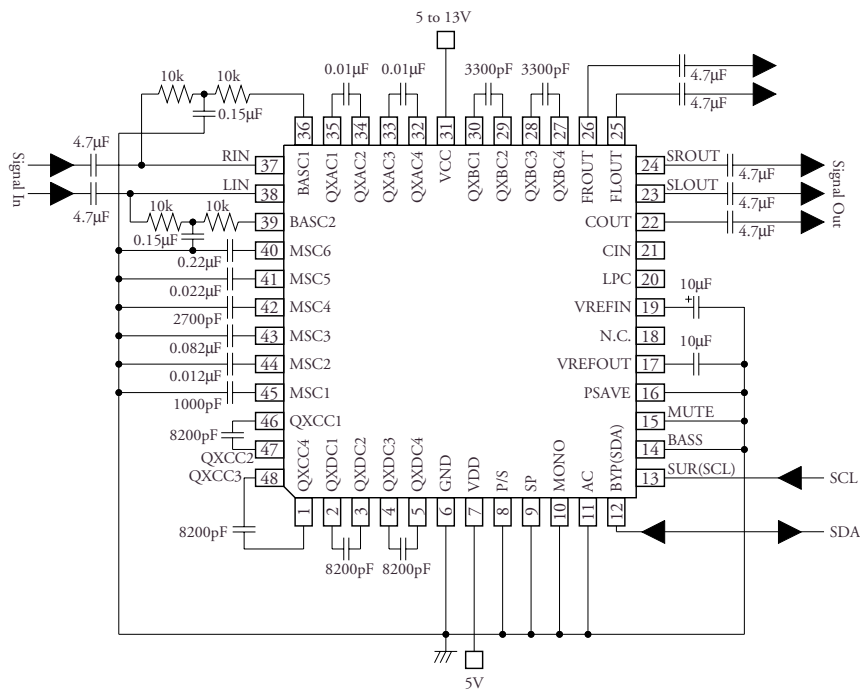 5 to 13V
10k
10k
0.15µF
0.01µF
0.01µF
3300pF
3300pF
4.7µF
4.7µF
36
35
34
33
32
31
30
29
28
27
26
25
BASC1
QXAC1
QXAC2
QXAC3
QXAC4
VCC
QXBC1
QXBC2
QXBC3
QXBC4
FROUT
FLOUT
Signal In
4.7µF
RIN
37
LIN
38
4.7µF
10k
10k
0.15µF
39
BASC2
40
MSC6
0.22µF
41
MSC5
0.022µF
42
MSC4
2700pF
43
MSC3
0.082µF
44
MSC2
0.012µF
45
MSC1
1000pF
46
QXCC1
8200pF
47
QXCC2
QXCC3
48
8200pF
24
SROUT
4.7µF
23
SLOUT
4.7µF
Signal Out
COUT
22
4.7µF
CIN
21
LPC
20
10µF
+
VREFIN
19
N.C.
18
10µF
VREFOUT
17
PSAVE
16
MUTE
15
BASS
14
SUR(SCL)
13
SCL
QXCC4
QXDC1
QXDC2
QXDC3
QXDC4
GND
VDD
P/S
SP
MONO
AC
BYP(SDA)
1
2
3
4
5
6
7
8
9
10
11
12
SDA
8200pF
8200pF
5V